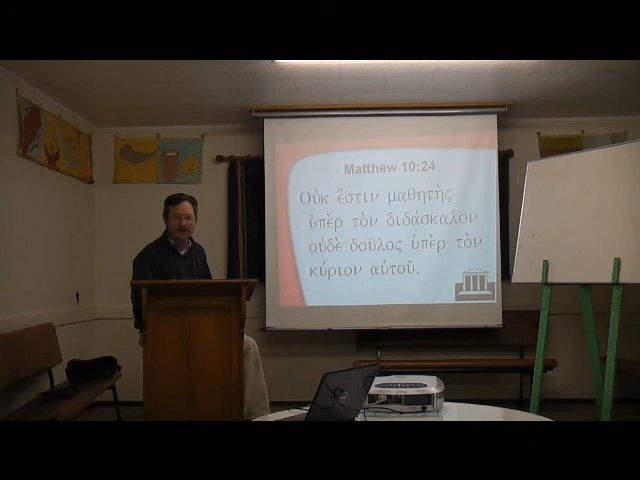 Matthew 10:24
Οὐκ ἔστιν μαθητὴς
ὑπὲρ τὸν διδάσκαλον
οὐδὲ δοῦλος ὑπὲρ τὸν
κύριον αὐτοῦ.